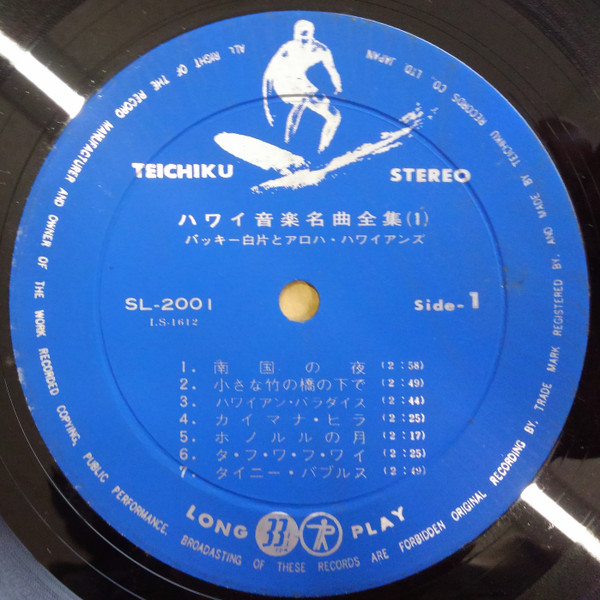 TEICHIKU
STEREO
ハワイ音楽名曲全集(1)
バッキー白片とアロハ・ハワイアンズ
SL-2001
LS-1612
Side-1
1. 南国の夜 (2:58)
2. 小さな竹の橋の下で (2:49)
3. ハワイアン・パラダイス (2:44)
4. カイマナ・ヒラ (2:25)
5. ホノルルの月 (2:17)
6. タ・フ・ワ・フ・ワイ (2:25)
7. タイニー・バブルス (2:49)
LONG 33 PLAY
ALL RIGHT OF THE RECORD MANUFACTURER AND OWNER OF THE WORK RECORDED COPYING, PUBLIC PERFORMANCE, BROADASTING OF THESE RECORDS ARE FORBIDDEN ORIGINAL RECORDING BY, TRADE MARK REGISTERED BY, AND MADE BY TEICHIKU RECORDS CO. LTD JAPAN